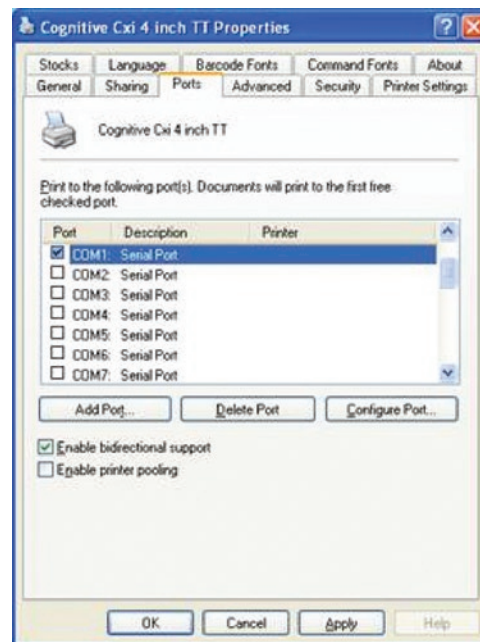 Cognitive Cxi 4 inch TT Properties
Stocks Language Barcode Fonts Command Fonts About
General Sharing Ports Advanced Security Printer Settings
Cognitive Cxi 4 inch TT
Print to the following port(s). Documents will print to the first free
checked port.
Port Description Printer
COM1: Serial Port
COM2: Serial Port
COM3: Serial Port
COM4: Serial Port
COM5: Serial Port
COM6: Serial Port
COM7: Serial Port
Add Port... Delete Port Configure Port...
Enable bidirectional support
Enable printer pooling
OK Cancel Apply Help